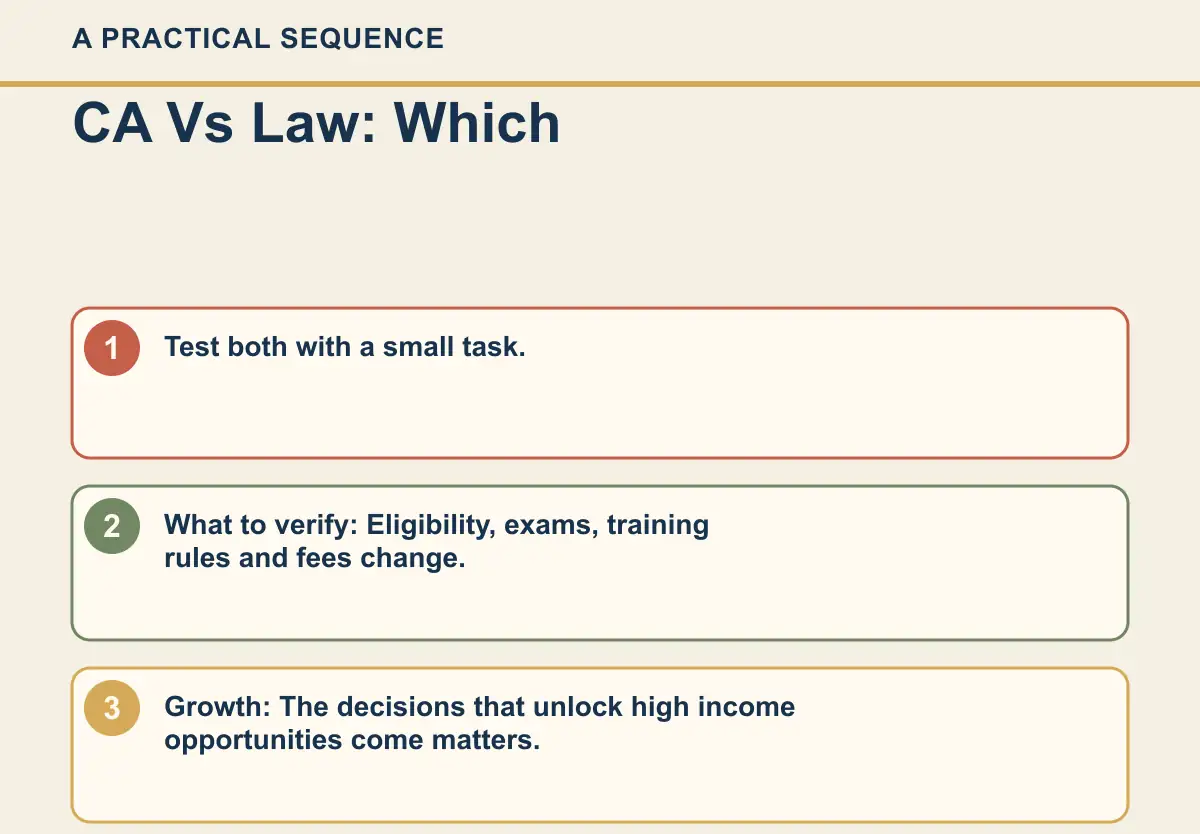 A PRACTICAL SEQUENCE
CA Vs Law: Which
1
Test both with a small task.
2
What to verify: Eligibility, exams, training
rules and fees change.
3
Growth: The decisions that unlock high income
opportunities come matters.